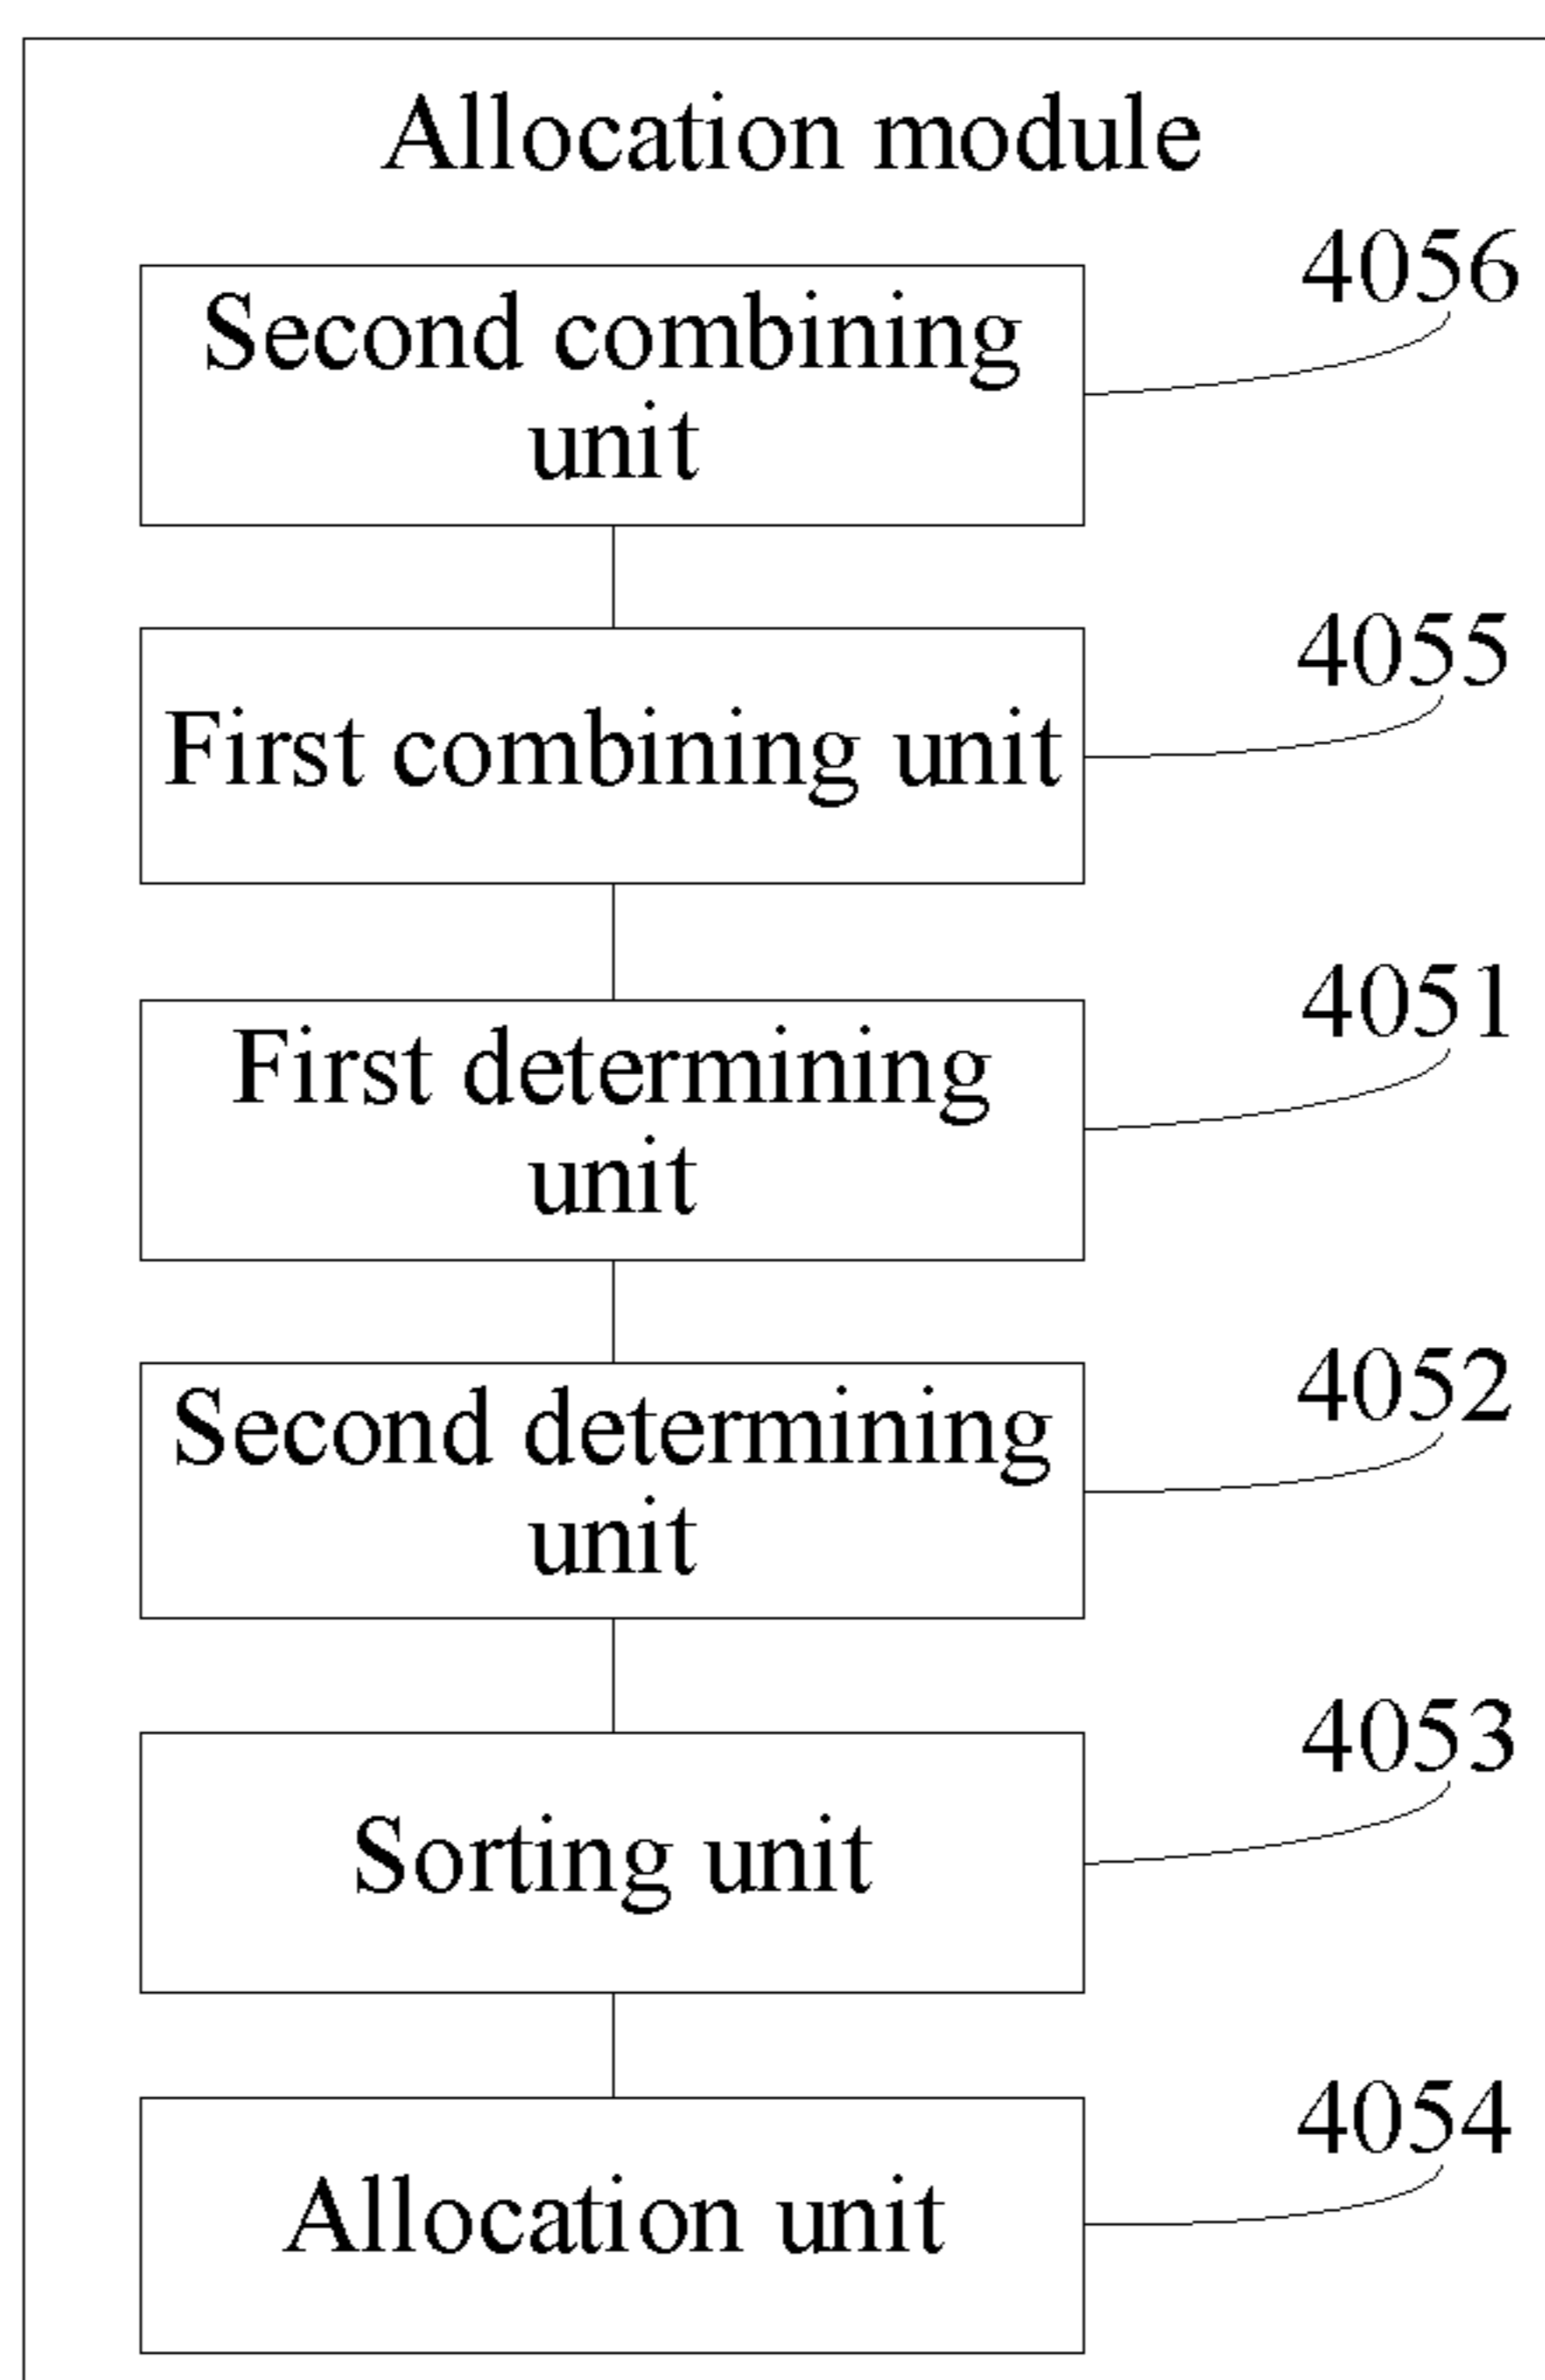 Allocation module
4056
Second combining
unit
4055
First combining unit
4051
First determining
unit
4052
Second determining
unit
4053
Sorting unit
4054
Allocation unit